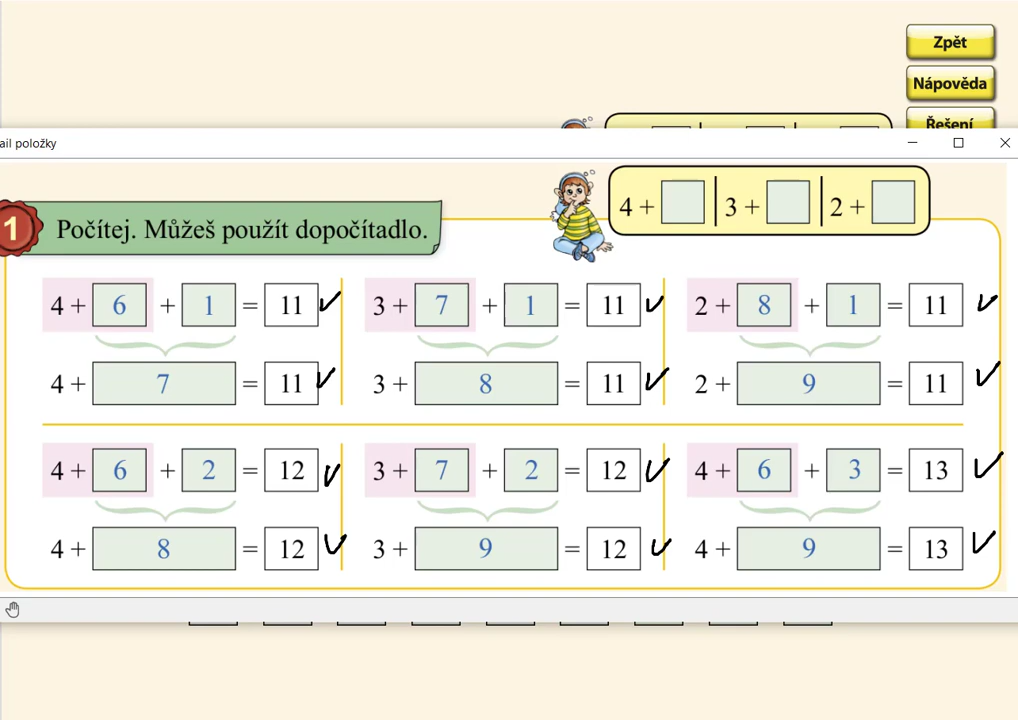 Zpět
Nápověda
Řešení
ail položky
4 + | 3 + | 2 +
1 Počítej. Můžeš použít dopočítadlo.
4 + 6 + 1 = 11 ✓ 3 + 7 + 1 = 11 ✓ 2 + 8 + 1 = 11 ✓
4 + 7 = 11 ✓ 3 + 8 = 11 ✓ 2 + 9 = 11 ✓
4 + 6 + 2 = 12 ✓ 3 + 7 + 2 = 12 ✓ 4 + 6 + 3 = 13 ✓
4 + 8 = 12 ✓ 3 + 9 = 12 ✓ 4 + 9 = 13 ✓